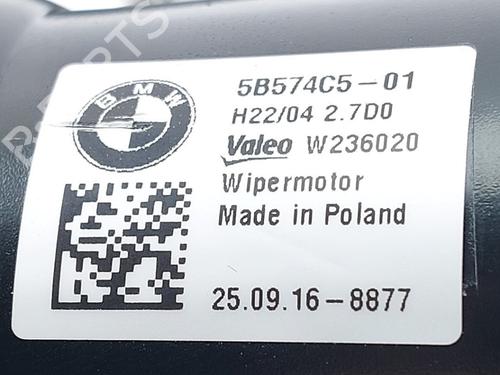 BMW
5B574C5-01
H22/04 2.7D0
Valeo W236020
Wipermotor
Made in Poland
25.09.16-8877